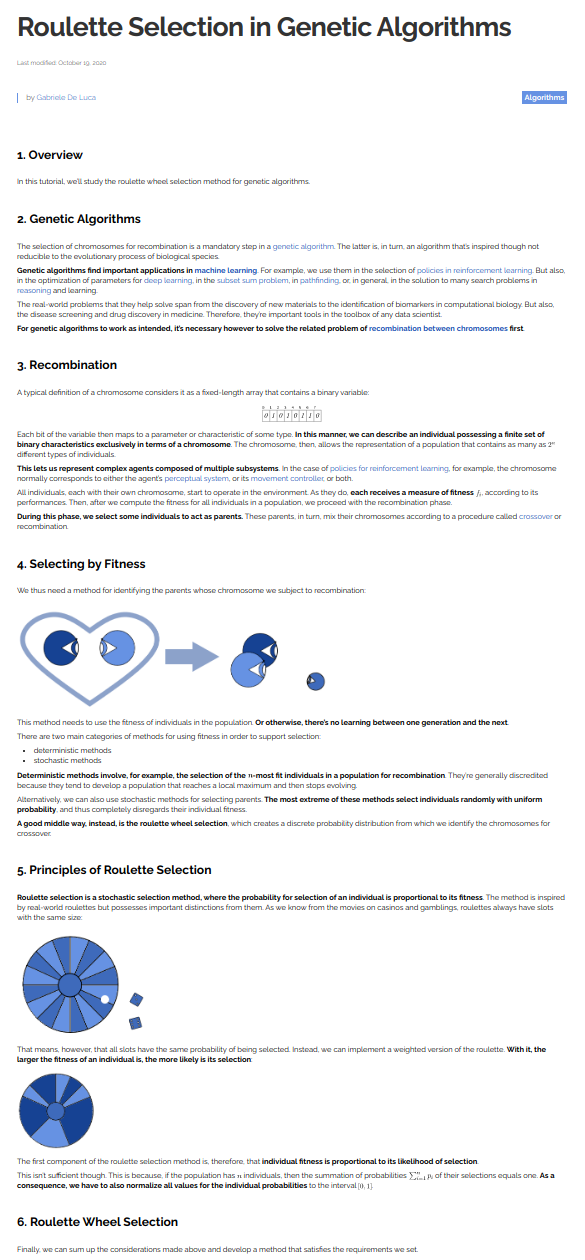 Roulette Selection in Genetic Algorithms
Last modified: October 19, 2020
by Gabriele De Luca
Algorithms
1. Overview
In this tutorial, we'll study the roulette wheel selection method for genetic algorithms.
2. Genetic Algorithms
The selection of chromosomes for recombination is a mandatory step in a genetic algorithm. The latter is, in turn, an algorithm that's inspired though not
reducible to the evolutionary process of biological species.
Genetic algorithms find important applications in machine learning. For example, we use them in the selection of policies in reinforcement learning. But also,
in the optimization of parameters for deep learning, in the subset sum problem, in pathfinding, or, in general, in the solution to many search problems in
reasoning and learning.
The real-world problems that they help solve span from the discovery of new materials to the identification of biomarkers in computational biology. But also,
the disease screening and drug discovery in medicine. Therefore, they're important tools in the toolbox of any data scientist.
For genetic algorithms to work as intended, it's necessary however to solve the related problem of recombination between chromosomes first.
3. Recombination
A typical definition of a chromosome considers it as a fixed-length array that contains a binary variable:
0 1 2 3 4 5 6 7
0 1 0 1 0 1 1 0
Each bit of the variable then maps to a parameter or characteristic of some type. In this manner, we can describe an individual possessing a finite set of
binary characteristics exclusively in terms of a chromosome. The chromosome, then, allows the representation of a population that contains as many as 2ⁿ
different types of individuals.
This lets us represent complex agents composed of multiple subsystems. In the case of policies for reinforcement learning, for example, the chromosome
normally corresponds to either the agent's perceptual system, or its movement controller, or both.
All individuals, each with their own chromosome, start to operate in the environment. As they do, each receives a measure of fitness fᵢ, according to its
performances. Then, after we compute the fitness for all individuals in a population, we proceed with the recombination phase.
During this phase, we select some individuals to act as parents. These parents, in turn, mix their chromosomes according to a procedure called crossover or
recombination.
4. Selecting by Fitness
We thus need a method for identifying the parents whose chromosome we subject to recombination:
This method needs to use the fitness of individuals in the population. Or otherwise, there's no learning between one generation and the next.
There are two main categories of methods for using fitness in order to support selection:
• deterministic methods
• stochastic methods
Deterministic methods involve, for example, the selection of the n-most fit individuals in a population for recombination. They're generally discredited
because they tend to develop a population that reaches a local maximum and then stops evolving.
Alternatively, we can also use stochastic methods for selecting parents. The most extreme of these methods select individuals randomly with uniform
probability, and thus completely disregards their individual fitness.
A good middle way, instead, is the roulette wheel selection, which creates a discrete probability distribution from which we identify the chromosomes for
crossover.
5. Principles of Roulette Selection
Roulette selection is a stochastic selection method, where the probability for selection of an individual is proportional to its fitness. The method is inspired
by real-world roulettes but possesses important distinctions from them. As we know from the movies on casinos and gamblings, roulettes always have slots
with the same size:
That means, however, that all slots have the same probability of being selected. Instead, we can implement a weighted version of the roulette. With it, the
larger the fitness of an individual is, the more likely is its selection:
The first component of the roulette selection method is, therefore, that individual fitness is proportional to its likelihood of selection.
This isn't sufficient though. This is because, if the population has n individuals, then the summation of probabilities ∑ⁿᵢ₌₁ pᵢ of their selections equals one. As a
consequence, we have to also normalize all values for the individual probabilities to the interval [0, 1].
6. Roulette Wheel Selection
Finally, we can sum up the considerations made above and develop a method that satisfies the requirements we set.